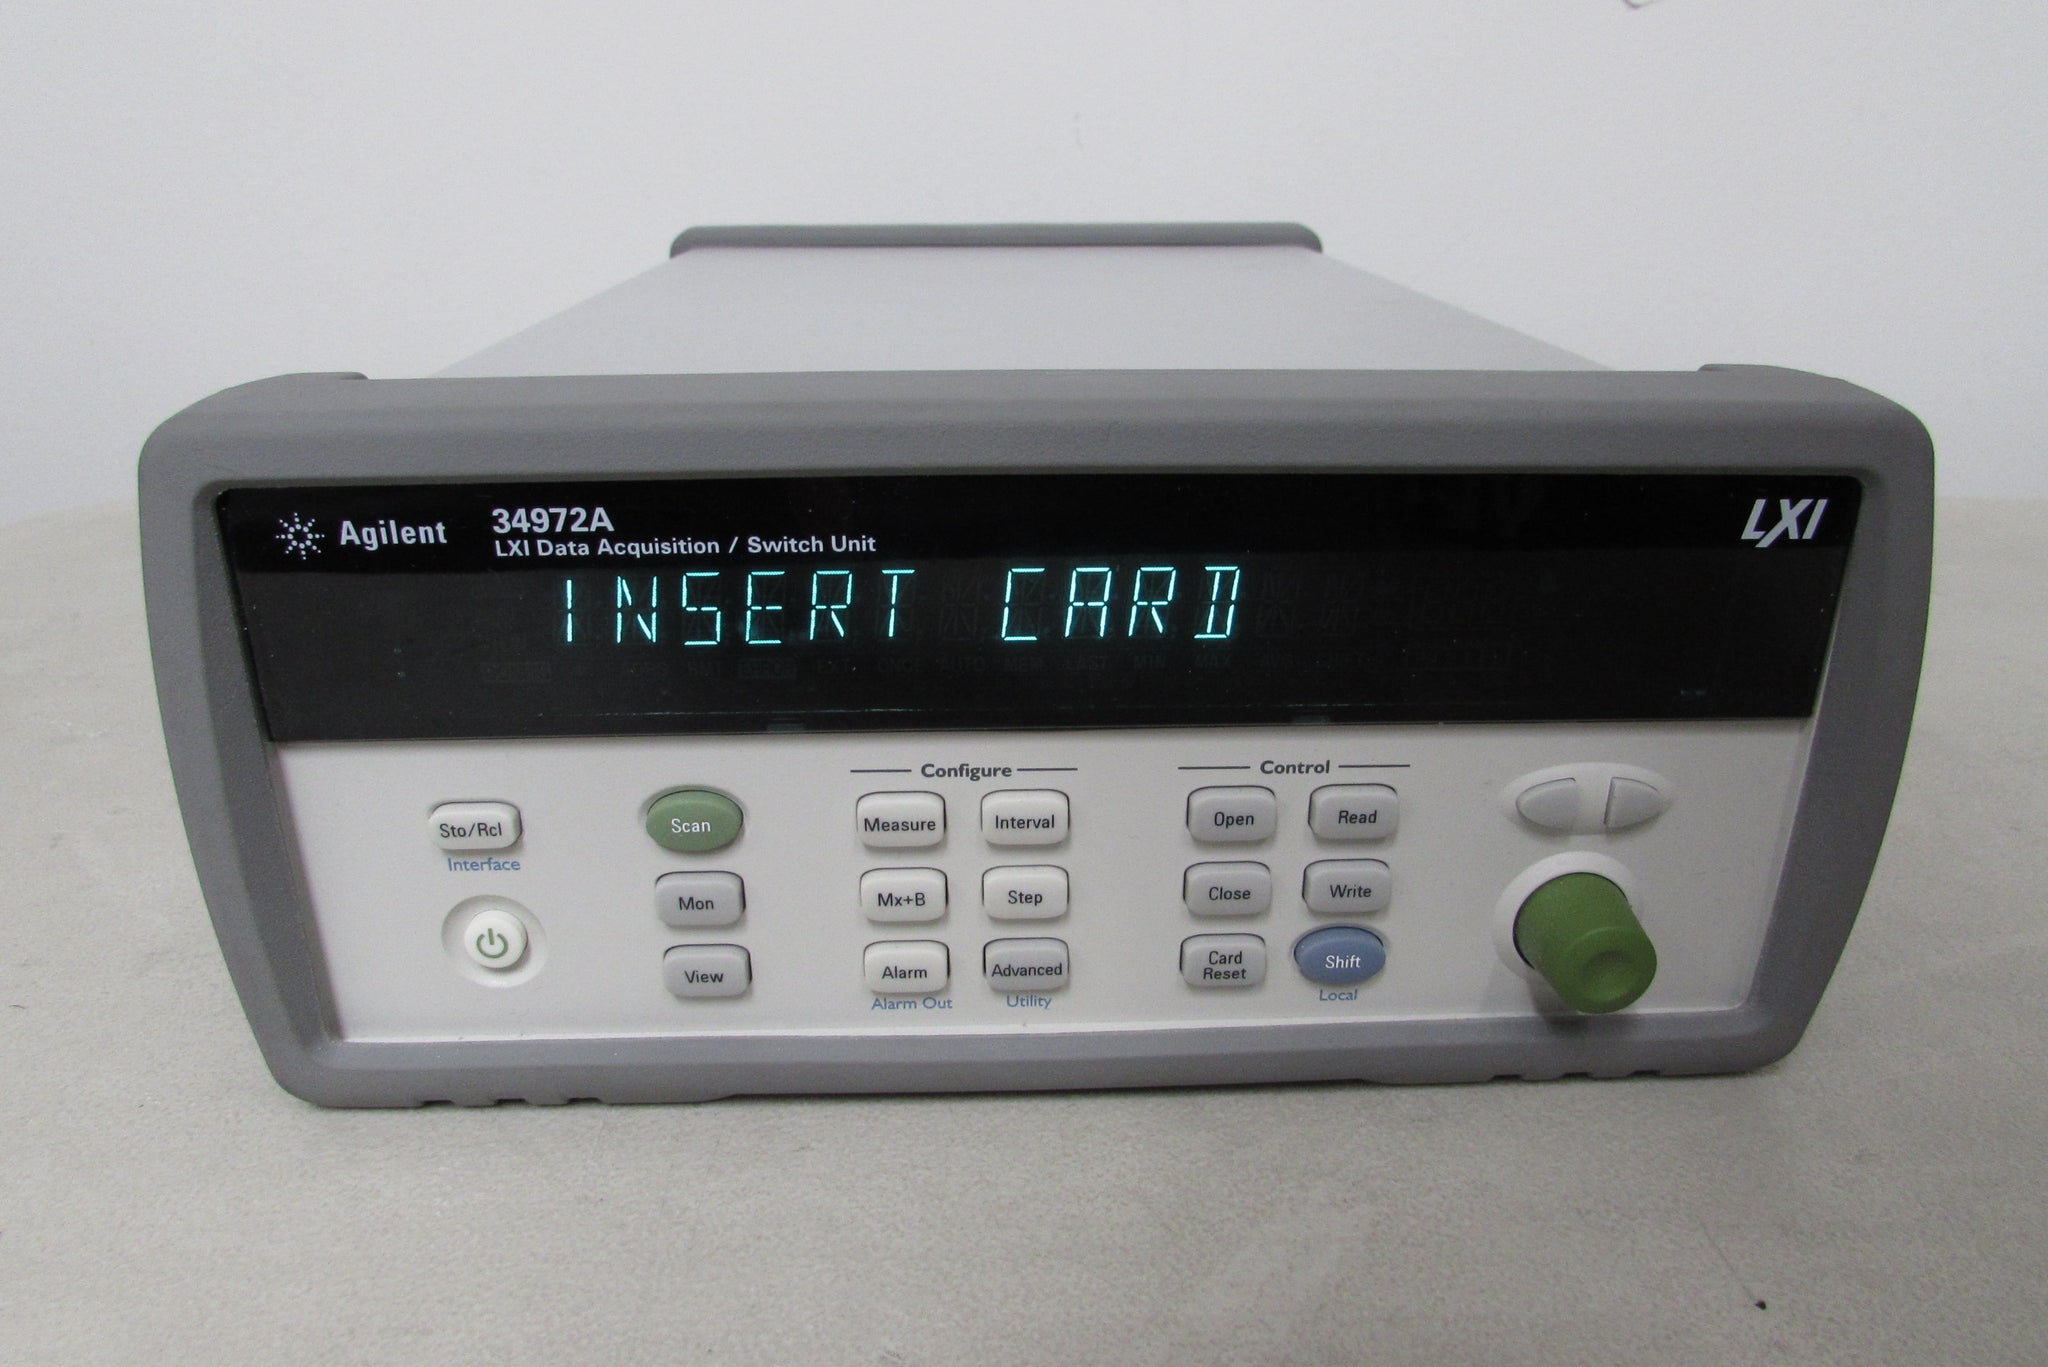 Agilent
34972A
LXI Data Acquisition / Switch Unit
LXI
INSERT CARD
Configure
Control
Sto/Rcl
Interface
Scan
Mon
View
Measure
Interval
Mx+B
Step
Alarm
Alarm Out
Advanced
Utility
Open
Read
Close
Write
Card
Reset
Shift
Local